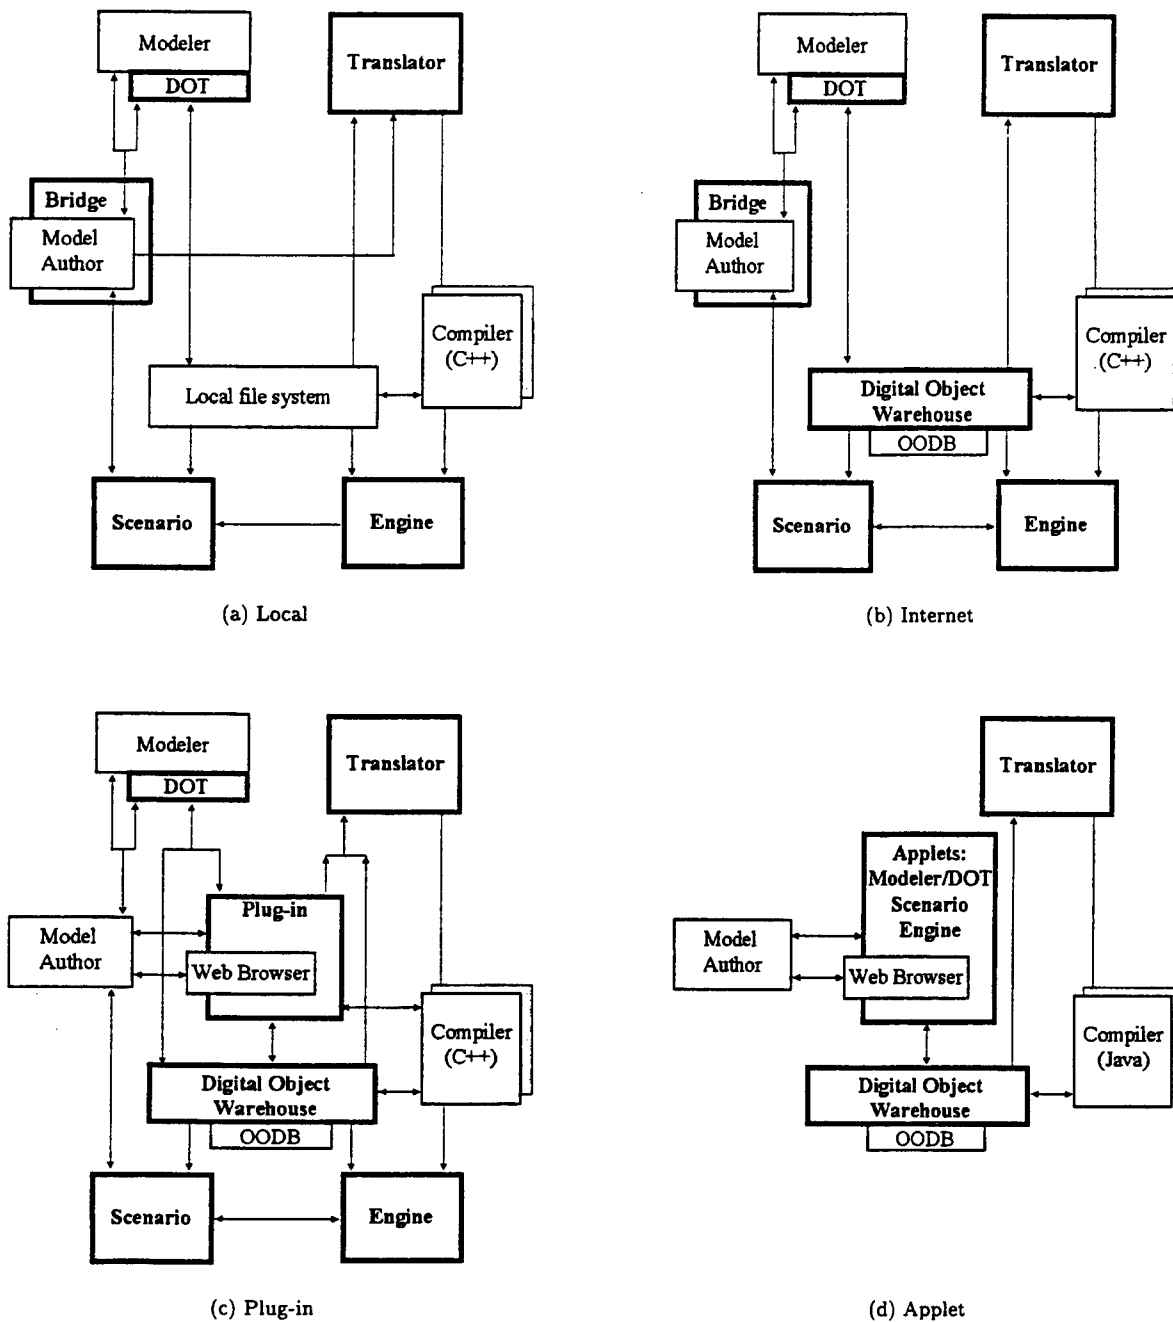 Modeler
DOT
Translator
Bridge
Model
Author
Compiler
(C++)
Local file system
Scenario
Engine
(a) Local
Modeler
DOT
Translator
Bridge
Model
Author
Compiler
(C++)
Digital Object
Warehouse
OODB
Scenario
Engine
(b) Internet
Modeler
DOT
Translator
Plug-in
Model
Author
Web Browser
Compiler
(C++)
Digital Object
Warehouse
OODB
Scenario
Engine
(c) Plug-in
Translator
Applets:
Modeler/DOT
Scenario
Engine
Model
Author
Web Browser
Compiler
(Java)
Digital Object
Warehouse
OODB
(d) Applet